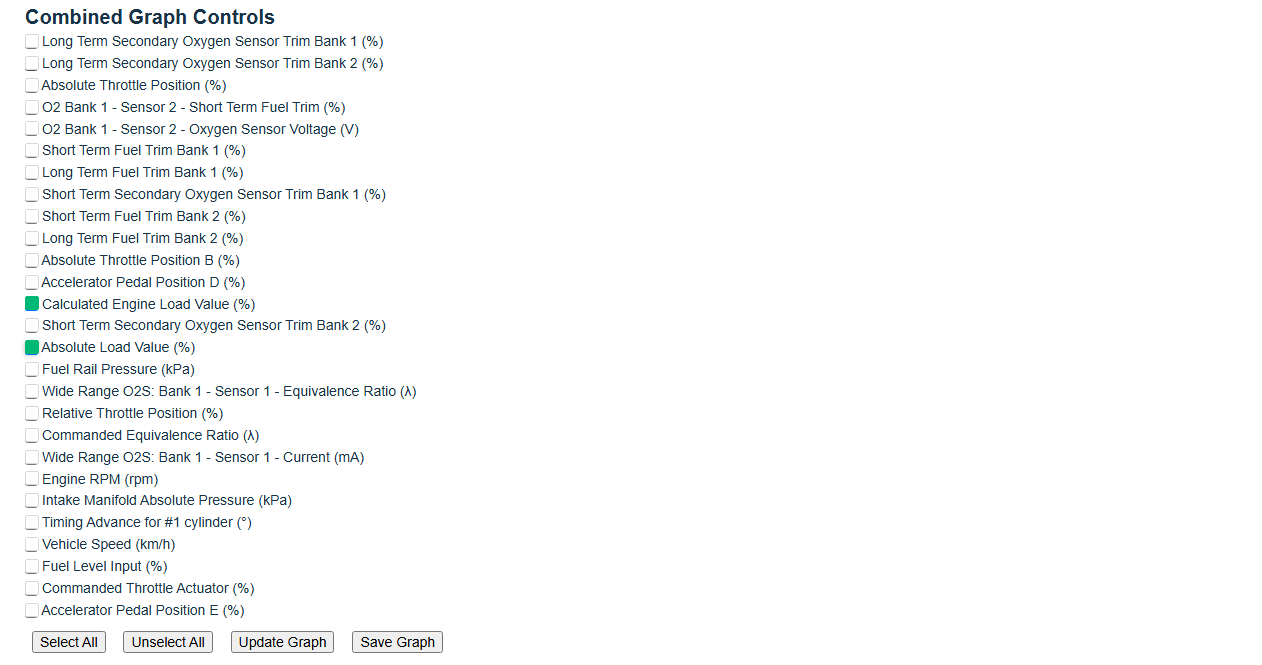 Combined Graph Controls
Long Term Secondary Oxygen Sensor Trim Bank 1 (%)
Long Term Secondary Oxygen Sensor Trim Bank 2 (%)
Absolute Throttle Position (%)
O2 Bank 1 - Sensor 2 - Short Term Fuel Trim (%)
O2 Bank 1 - Sensor 2 - Oxygen Sensor Voltage (V)
Short Term Fuel Trim Bank 1 (%)
Long Term Fuel Trim Bank 1 (%)
Short Term Secondary Oxygen Sensor Trim Bank 1 (%)
Short Term Fuel Trim Bank 2 (%)
Long Term Fuel Trim Bank 2 (%)
Absolute Throttle Position B (%)
Accelerator Pedal Position D (%)
Calculated Engine Load Value (%)
Short Term Secondary Oxygen Sensor Trim Bank 2 (%)
Absolute Load Value (%)
Fuel Rail Pressure (kPa)
Wide Range O2S: Bank 1 - Sensor 1 - Equivalence Ratio (λ)
Relative Throttle Position (%)
Commanded Equivalence Ratio (λ)
Wide Range O2S: Bank 1 - Sensor 1 - Current (mA)
Engine RPM (rpm)
Intake Manifold Absolute Pressure (kPa)
Timing Advance for #1 cylinder (°)
Vehicle Speed (km/h)
Fuel Level Input (%)
Commanded Throttle Actuator (%)
Accelerator Pedal Position E (%)
Select All Unselect All Update Graph Save Graph